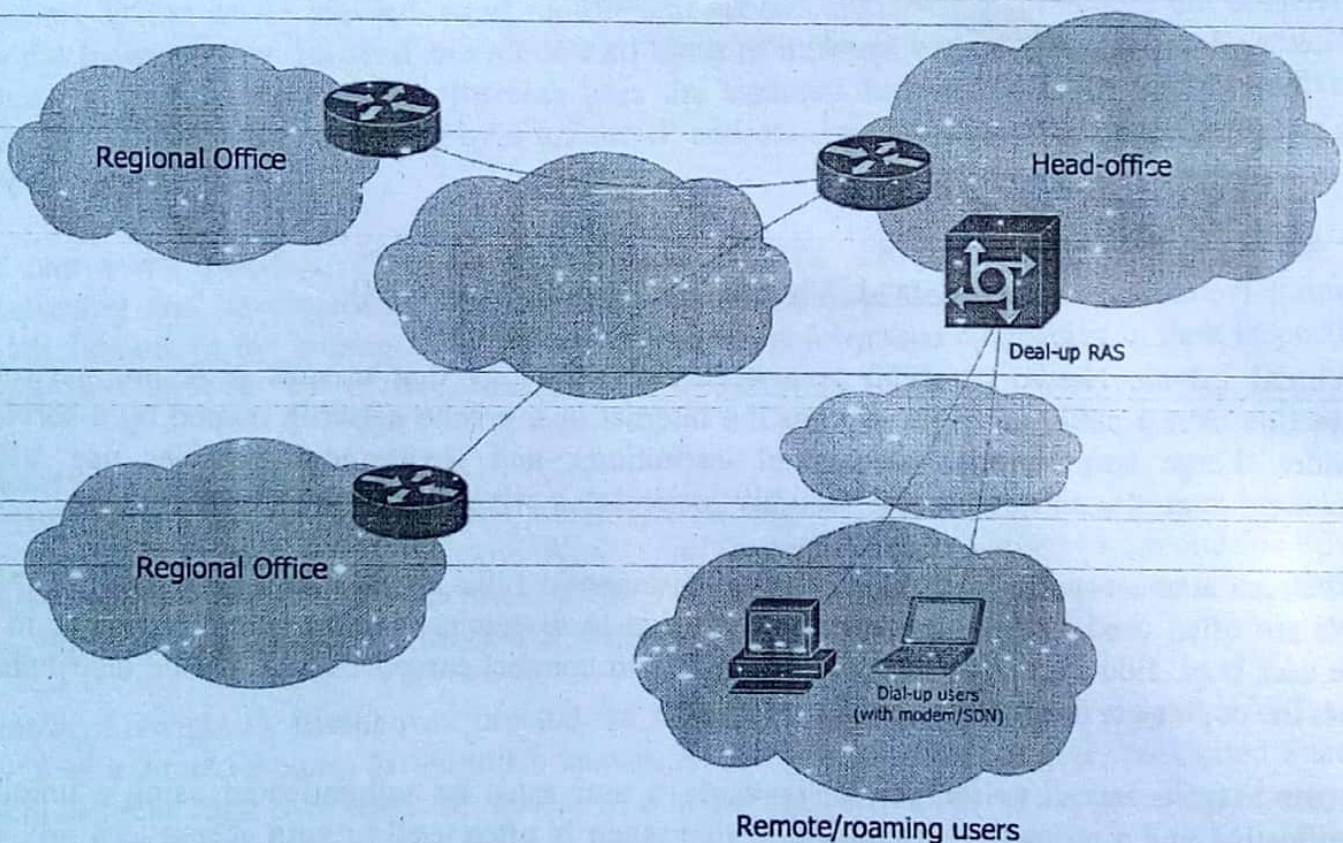 Regional Office
Head-office
Deal-up RAS
Regional Office
Dial-up users
(with modem/SDN)
Remote/roaming users